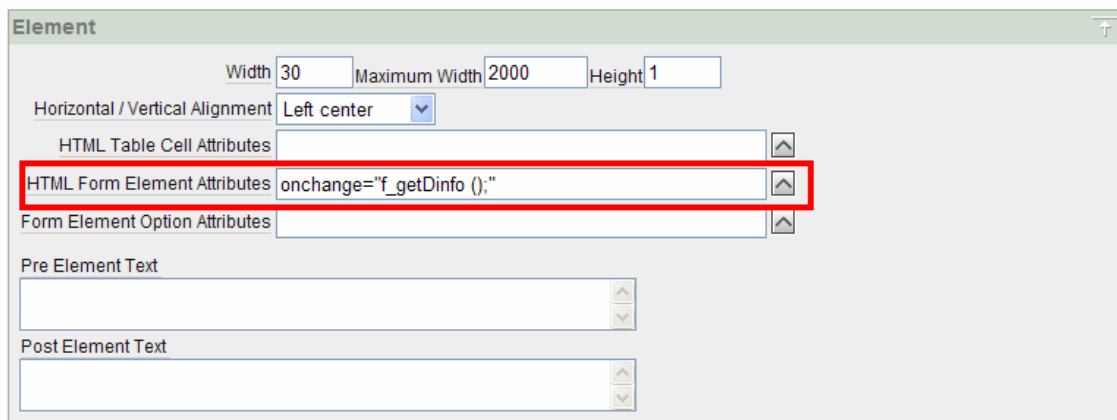 Element
Width 30 Maximum Width 2000 Height 1
Horizontal / Vertical Alignment Left center
HTML Table Cell Attributes
HTML Form Element Attributes onchange="f_getDinfo ();"
Form Element Option Attributes
Pre Element Text
Post Element Text